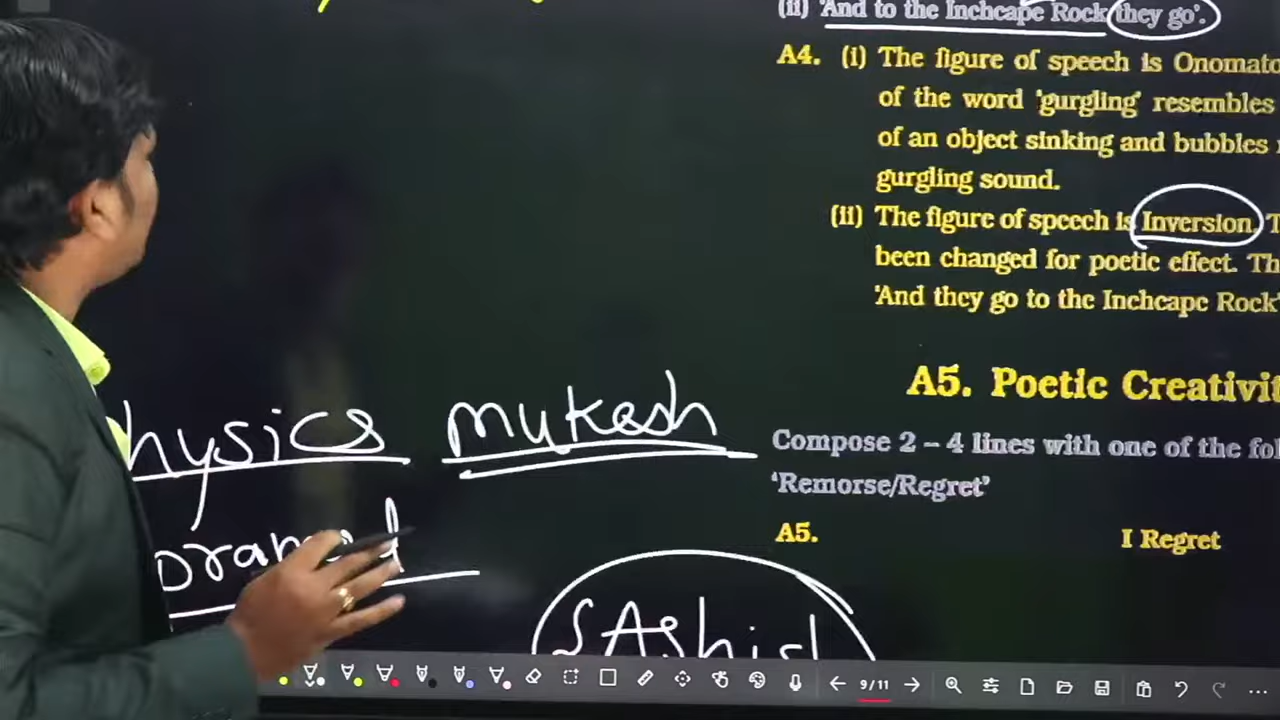 (ii) 'And to the Inchcape Rock they go'.
A4. (i) The figure of speech is Onomato
of the word 'gurgling' resembles
of an object sinking and bubbles
gurgling sound.
(ii) The figure of speech is Inversion. T
been changed for poetic effect. Th
'And they go to the Inchcape Rock'
A5. Poetic Creativit
Compose 2 – 4 lines with one of the fol
'Remorse/Regret'
A5. I Regret
hysics mukesh
9/11